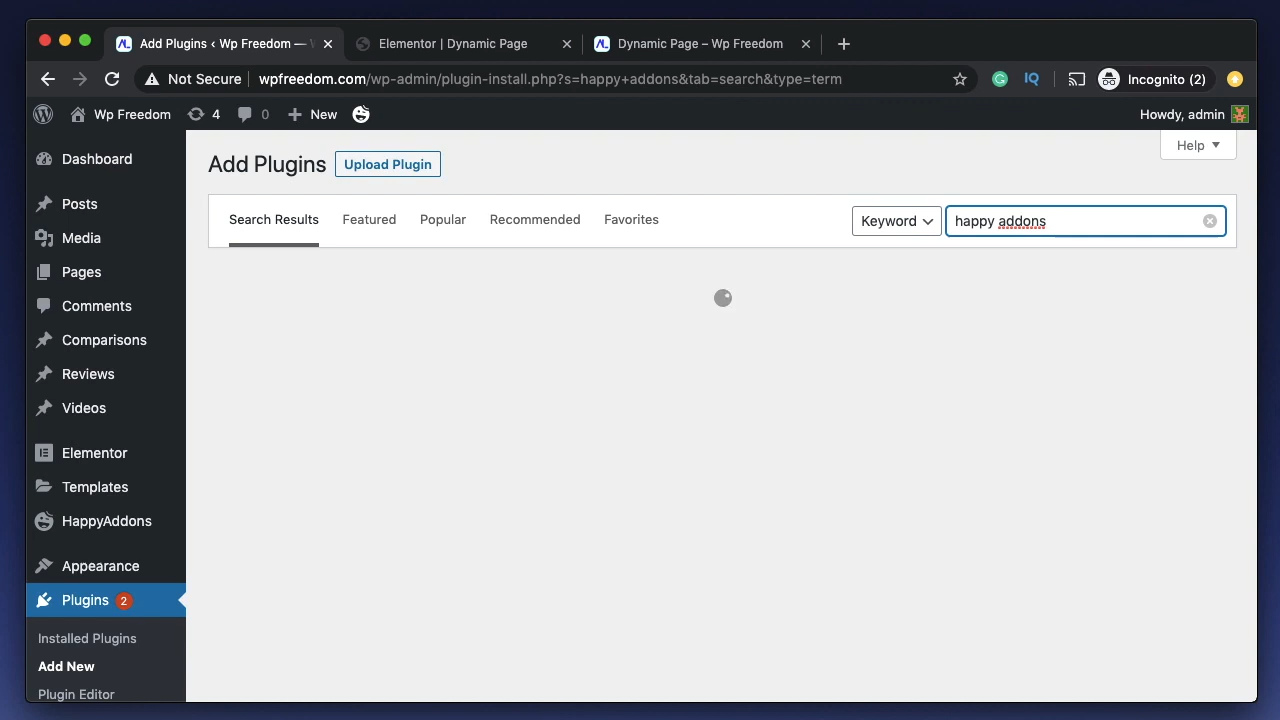 Add Plugins ‹ Wp Freedom —
Elementor | Dynamic Page
Dynamic Page – Wp Freedom
Not Secure
wpfreedom.com/wp-admin/plugin-install.php?s=happy+addons&tab=search&type=term
IQ
Incognito (2)
Wp Freedom
4
0
New
Howdy, admin
Dashboard
Posts
Media
Pages
Comments
Comparisons
Reviews
Videos
Elementor
Templates
HappyAddons
Appearance
Plugins 2
Installed Plugins
Add New
Plugin Editor
Help
Add Plugins
Upload Plugin
Search Results
Featured
Popular
Recommended
Favorites
Keyword
happy addons